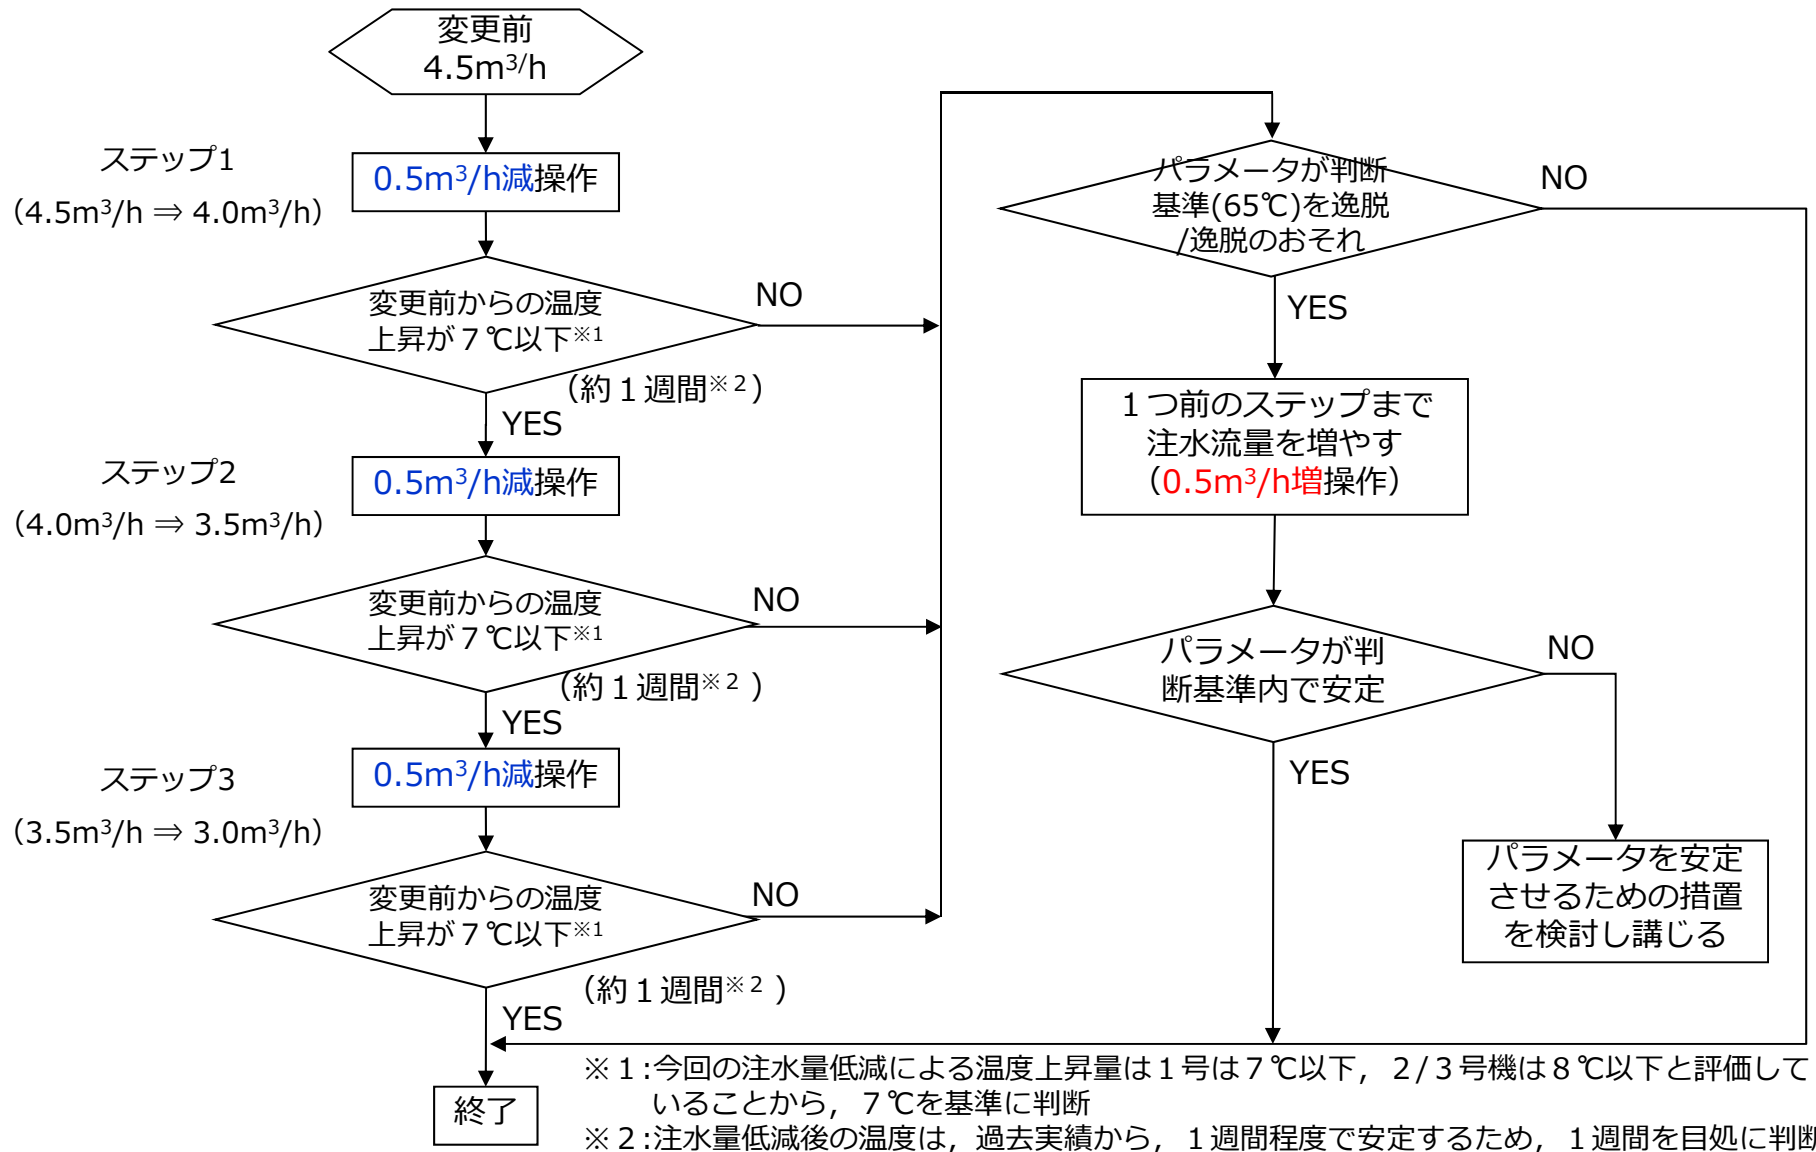 変更前
4.5m³/h
ステップ1
（4.5m³/h ⇒ 4.0m³/h）
0.5m³/h減操作
変更前からの温度
上昇が７℃以下※1
NO
（約１週間※２）
YES
ステップ2
（4.0m³/h ⇒ 3.5m³/h）
0.5m³/h減操作
変更前からの温度
上昇が７℃以下※1
NO
（約１週間※２ ）
YES
ステップ3
（3.5m³/h ⇒ 3.0m³/h）
0.5m³/h減操作
変更前からの温度
上昇が７℃以下※1
NO
（約１週間※２ ）
YES
終了
パラメータが判断
基準(65℃)を逸脱
/逸脱のおそれ
NO
YES
１つ前のステップまで
注水流量を増やす
（0.5m³/h増操作）
パラメータが判
断基準内で安定
NO
YES
パラメータを安定
させるための措置
を検討し講じる
※１:今回の注水量低減による温度上昇量は１号は７℃以下，２/３号機は８℃以下と評価して
いることから，７℃を基準に判断
※２:注水量低減後の温度は，過去実績から，１週間程度で安定するため，１週間を目処に判断